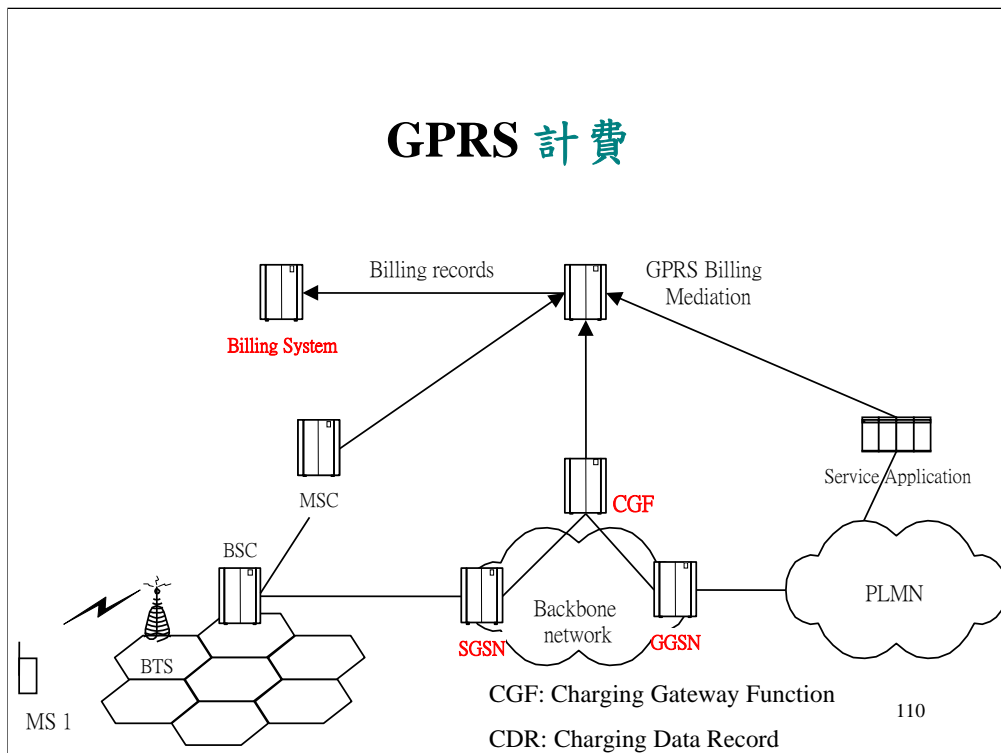 GPRS 計費
Billing records
GPRS Billing
Mediation
Billing System
MSC
CGF
Service Application
BSC
SGSN
Backbone
network
GGSN
PLMN
BTS
MS 1
CGF: Charging Gateway Function
CDR: Charging Data Record
110